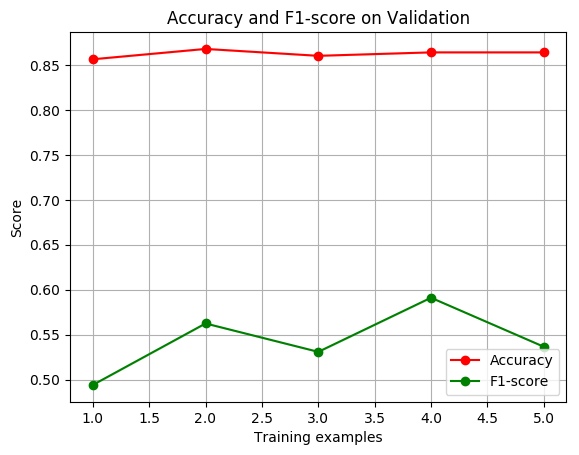 Accuracy and F1-score on Validation
Score
0.85
0.80
0.75
0.70
0.65
0.60
0.55
0.50
Accuracy
F1-score
1.0 1.5 2.0 2.5 3.0 3.5 4.0 4.5 5.0
Training examples